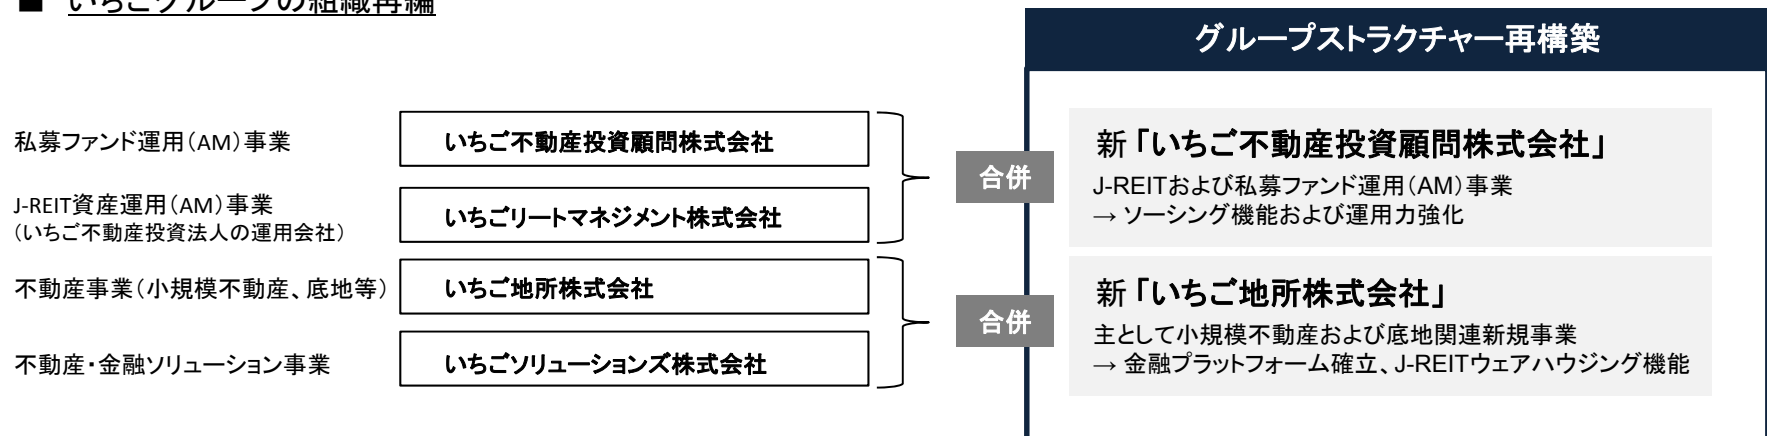 ■ いちごグループの組織再編
グループストラクチャー再構築
私募ファンド運用(AM)事業
いちご不動産投資顧問株式会社
J-REIT資産運用(AM)事業
(いちご不動産投資法人の運用会社)
いちごリートマネジメント株式会社
合併
新「いちご不動産投資顧問株式会社」
J-REITおよび私募ファンド運用(AM)事業
→ ソーシング機能および運用力強化
不動産事業(小規模不動産、底地等)
いちご地所株式会社
不動産・金融ソリューション事業
いちごソリューションズ株式会社
合併
新「いちご地所株式会社」
主として小規模不動産および底地関連新規事業
→ 金融プラットフォーム確立、J-REITウェアハウジング機能